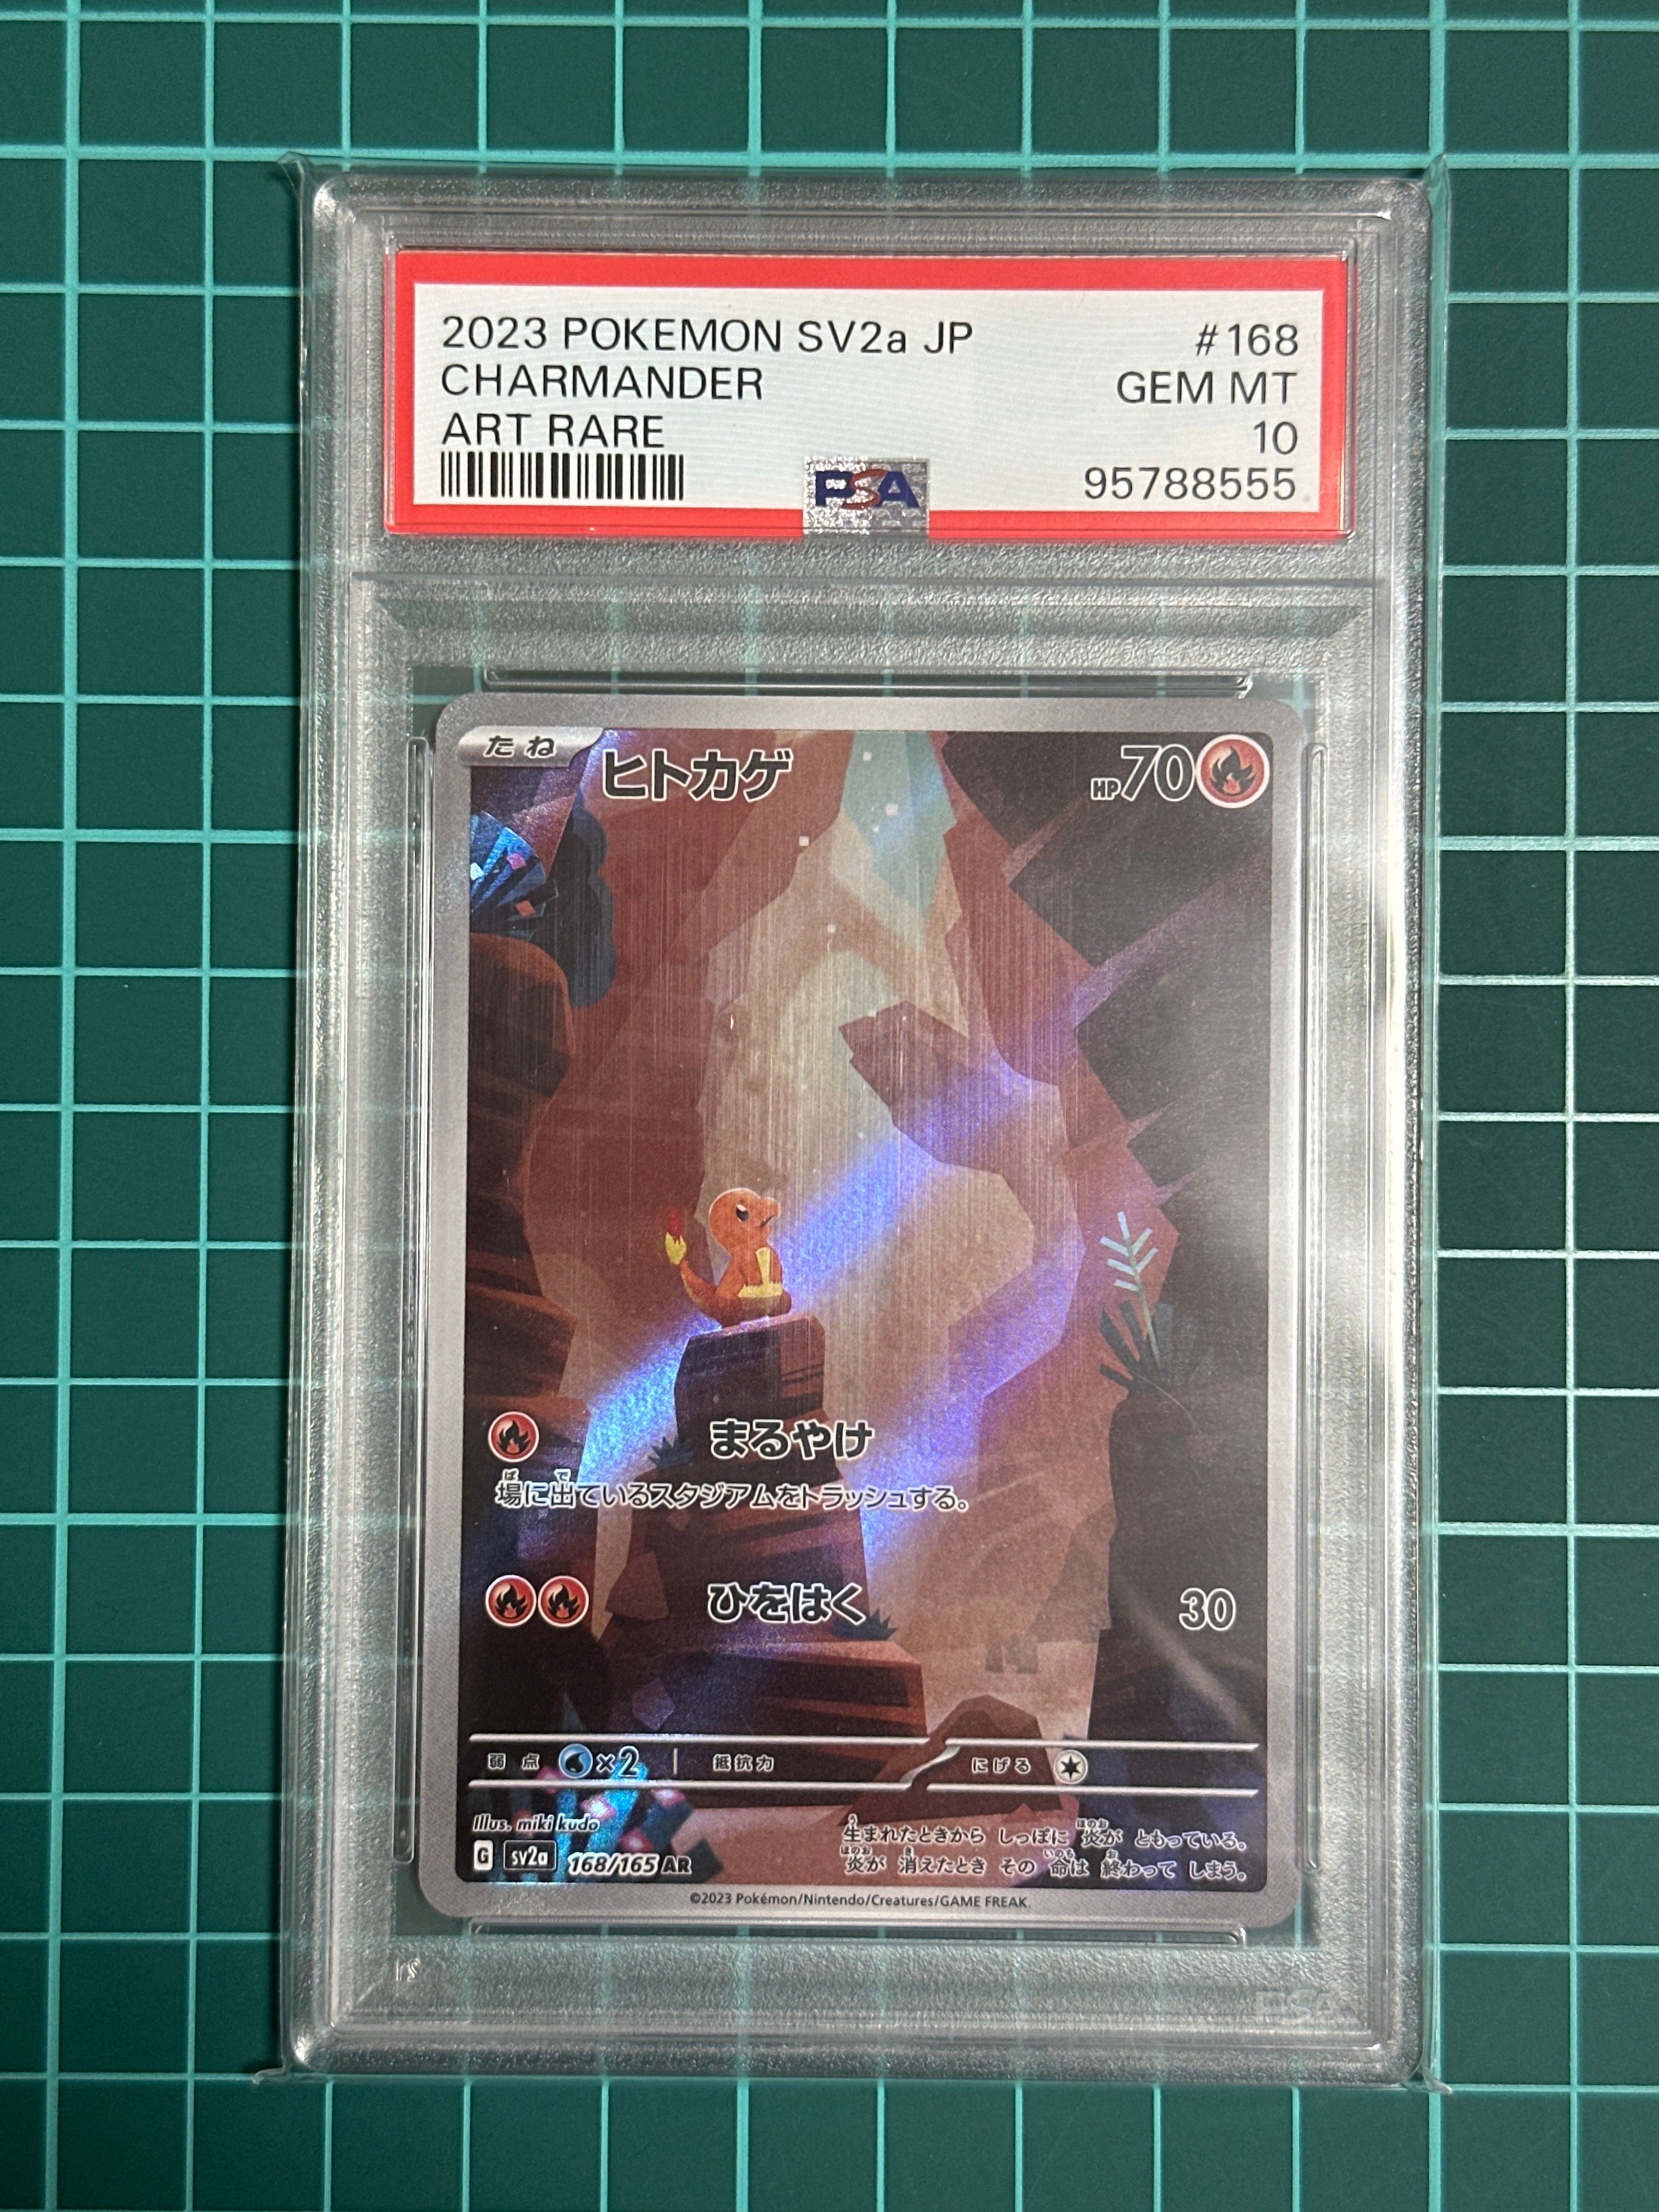 2023 POKEMON SV2a JP #168
CHARMANDER GEM MT
ART RARE 10
PSA 95788555
たね ヒトカゲ HP70
まるやけ
場に出ているスタジアムをトラッシュする。
ひをはく 30
弱点 ×2 抵抗力 にげる
Illus. miki kudo
生まれたときから しっぽに 炎が ともっている。
炎が 消えたとき その 命は 終わって しまう。
G sv2a 168/165 AR
©2023 Pokémon/Nintendo/Creatures/GAME FREAK.
PSA